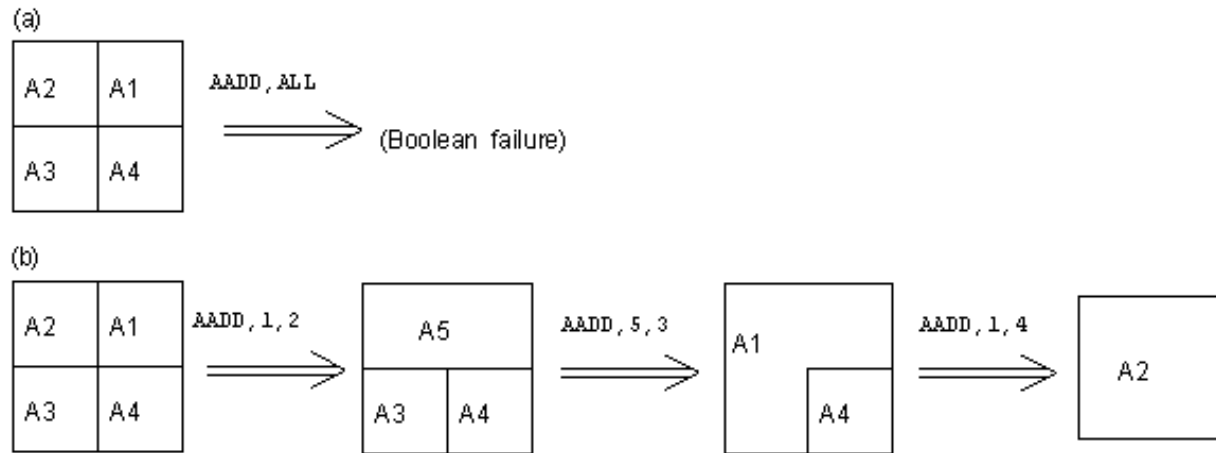 (a)
A2 A1
AADD, ALL
(Boolean failure)
A3 A4
(b)
A2 A1
A3 A4
AADD, 1, 2
A5
A3 A4
AADD, 5, 3
A1
A4
AADD, 1, 4
A2